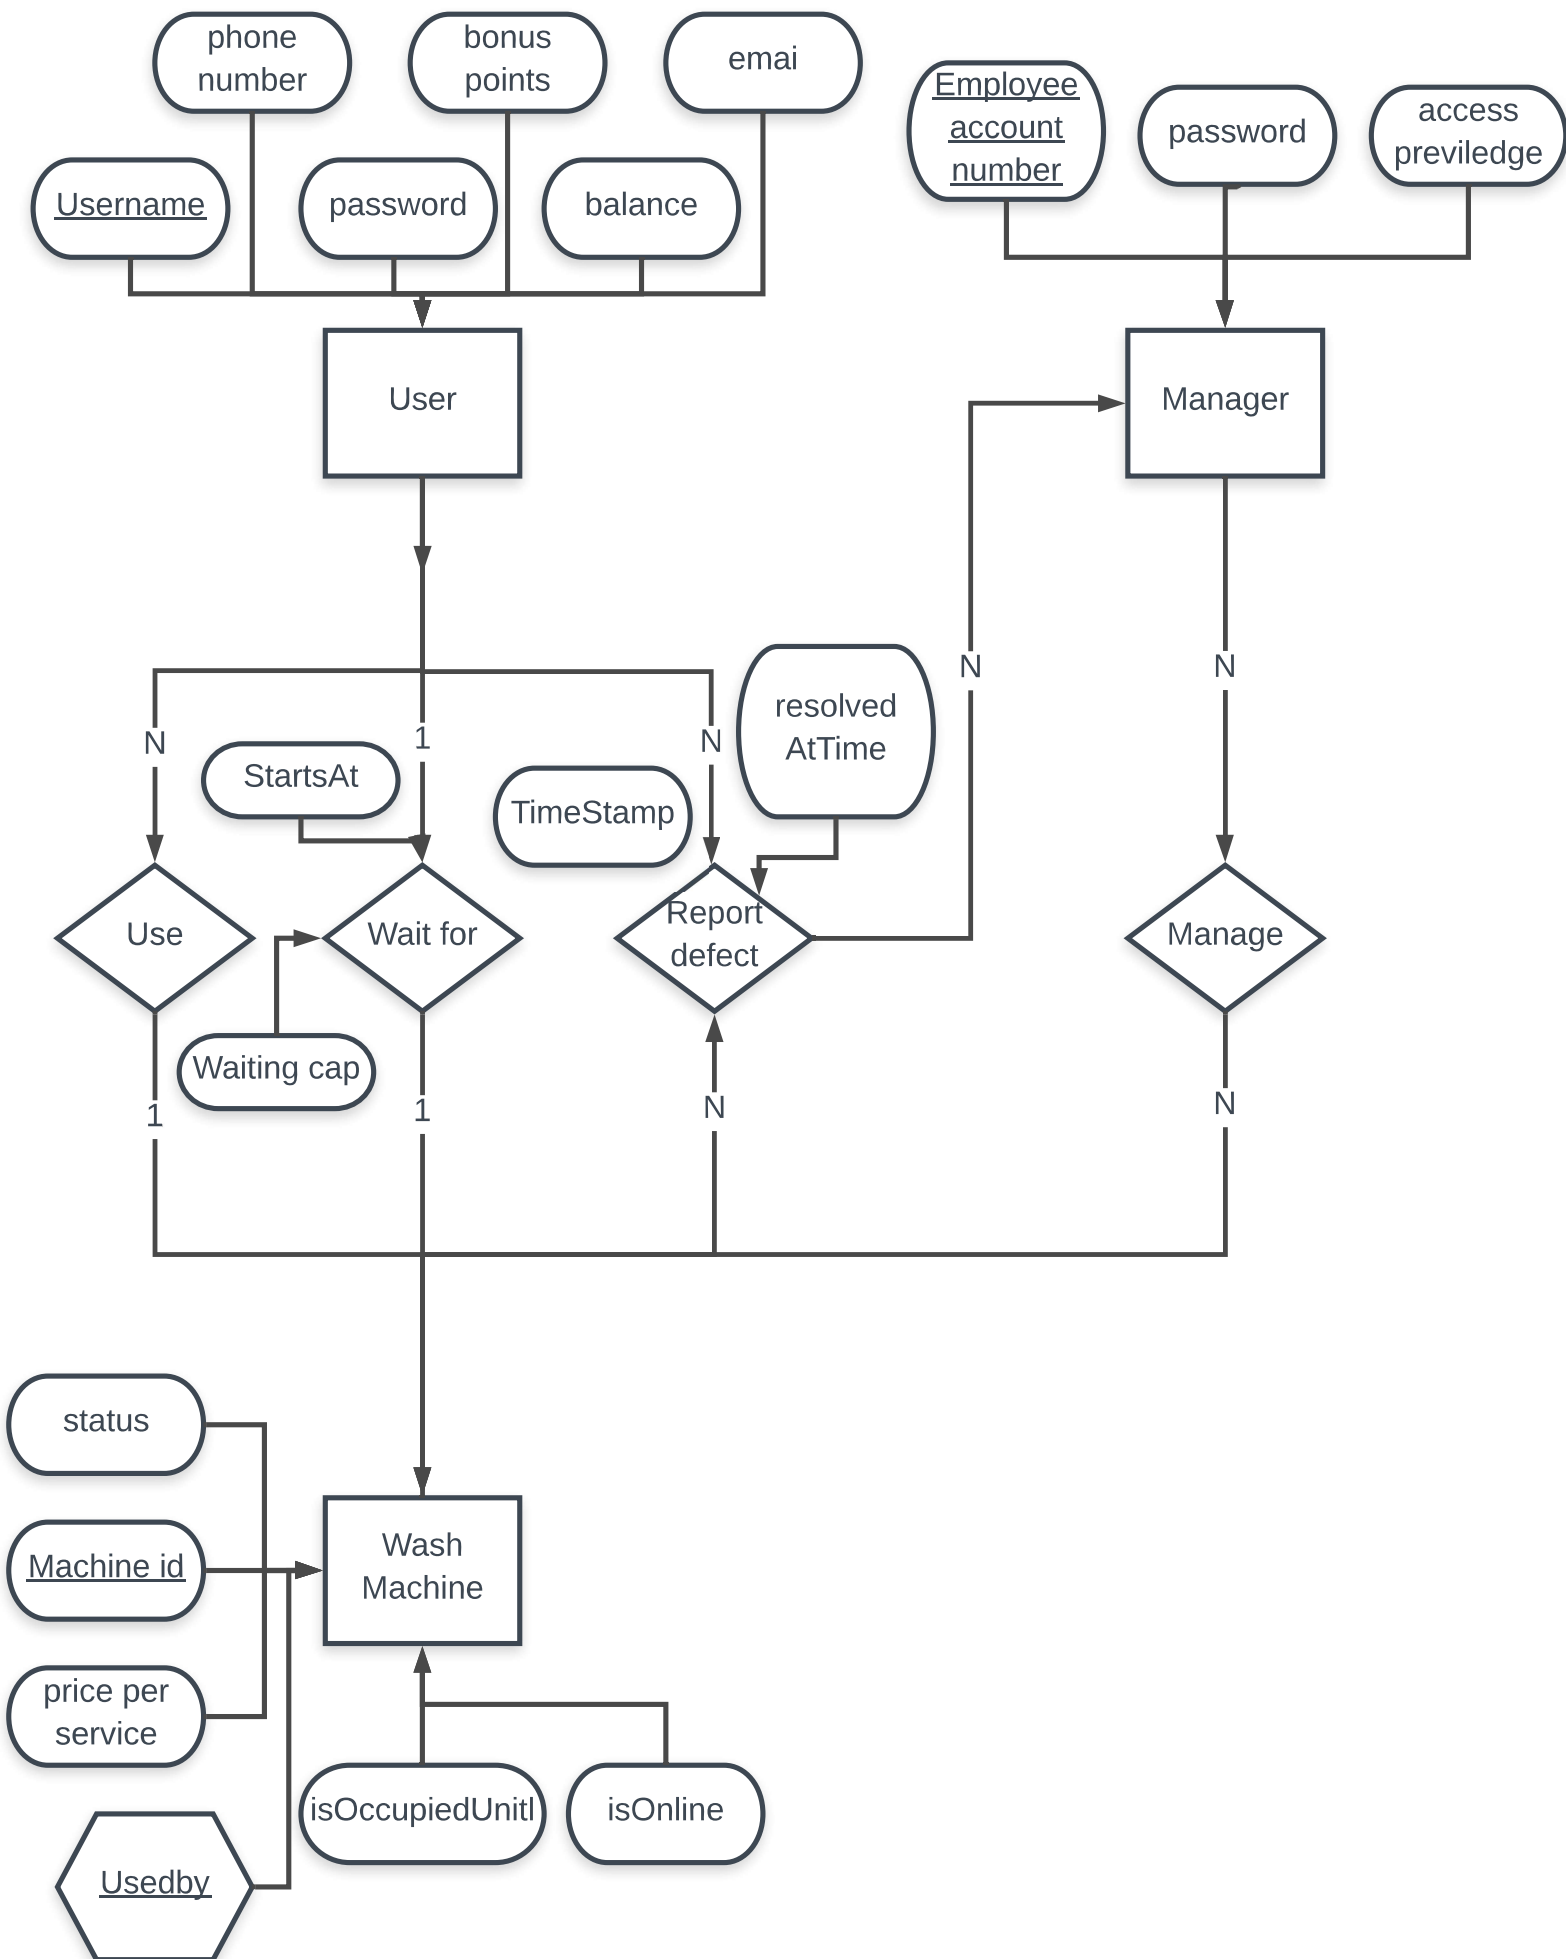 phone
number
bonus
points
emai
Employee
account
number
password
access
previledge
Username
password
balance
User
Manager
N
N
resolved
AtTime
N
1
N
StartsAt
TimeStamp
Use
Wait for
Report
defect
Manage
Waiting cap
1
1
N
N
status
Wash
Machine
Machine id
price per
service
isOccupiedUnitl
isOnline
Usedby